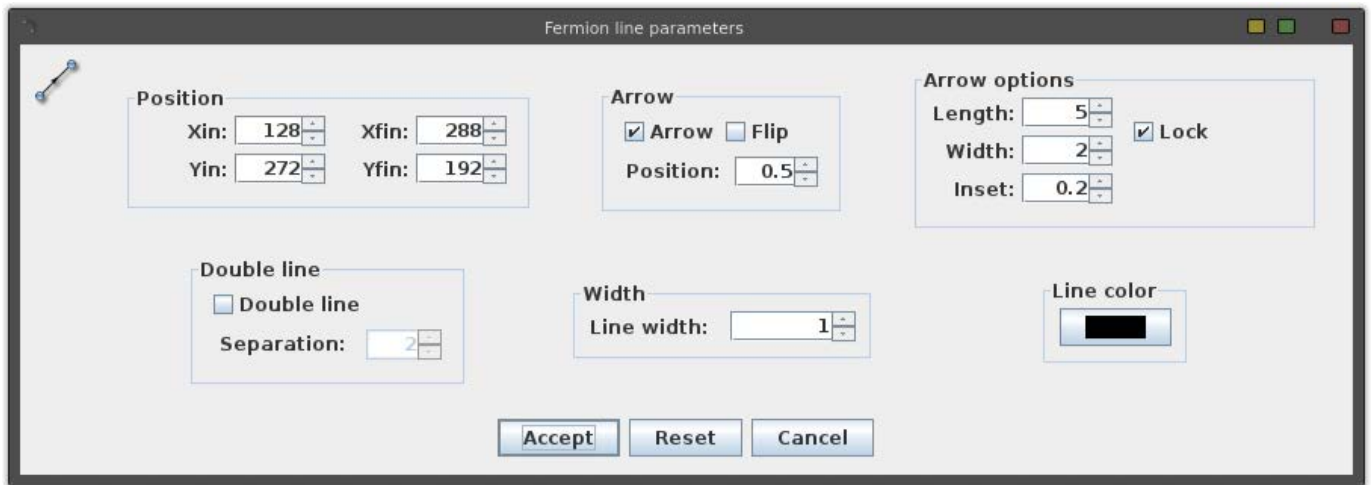 Fermion line parameters
Position
Xin: 128 Xfin: 288
Yin: 272 Yfin: 192
Arrow
Arrow Flip
Position: 0.5
Arrow options
Length: 5
Width: 2
Inset: 0.2
Lock
Double line
Double line
Separation: 2
Width
Line width: 1
Line color
Accept Reset Cancel